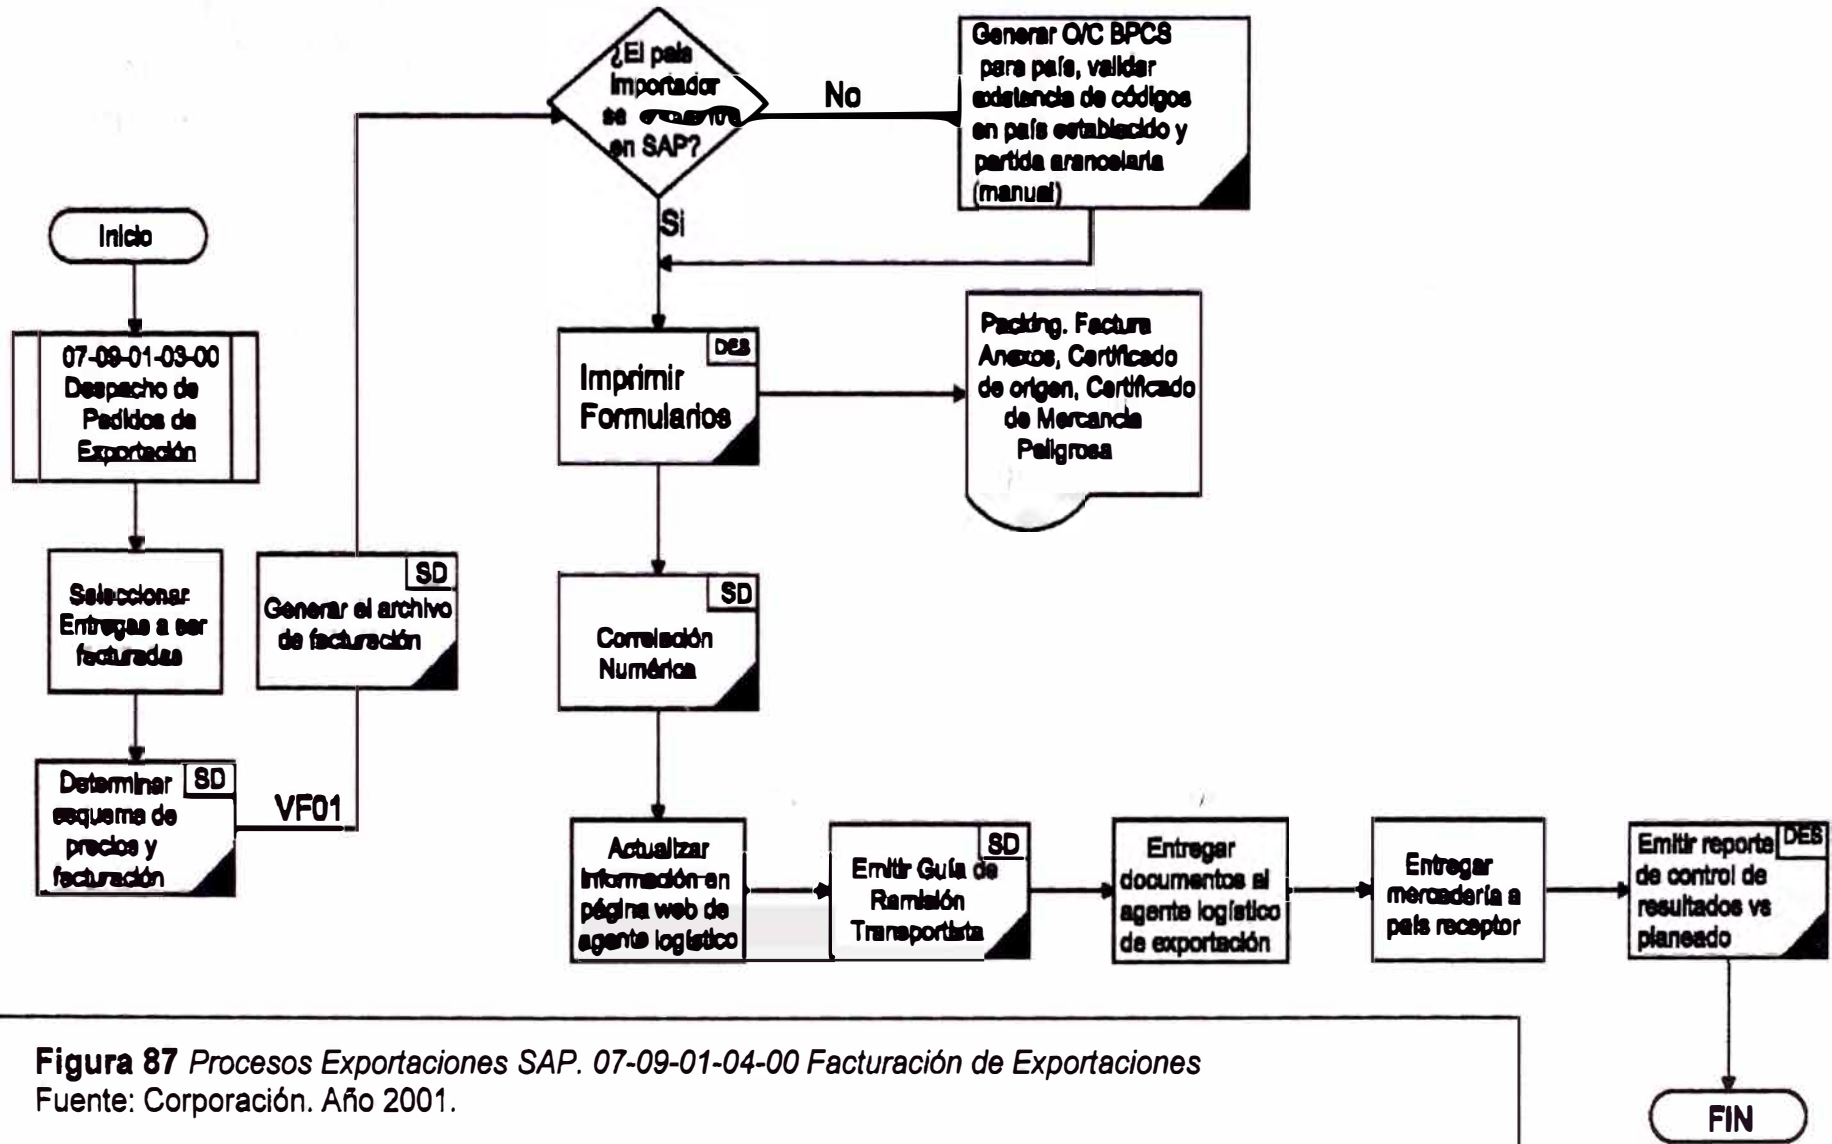 Inicio
07-09-01-03-00
Despacho de
Pedidos de
Exportación
Seleccionar
Entregas a ser
facturadas
Determinar
SD
esquema de
precios y
facturación
VF01
SD
Generar el archivo
de facturación
¿El país
Importador
se
en SAP?
No
Si
Generar O/C BPCS
para país, validar
existencia de códigos
en país establecido y
partida arancelaria
(manual)
DES
Imprimir
Formularios
Packing. Factura
Anexos, Certificado
de origen, Certificado
de Mercancía
Peligrosa
SD
Correlación
Numérica
Actualizar
información en
página web de
agente logístico
SD
Emitir Guía de
Remisión
Transportista
Entregar
documentos al
agente logístico
de exportación
Entregar
mercadería a
país receptor
Emitir reporte
DES
de control de
resultados vs
planeado
FIN
Figura 87 Procesos Exportaciones SAP. 07-09-01-04-00 Facturación de Exportaciones
Fuente: Corporación. Año 2001.